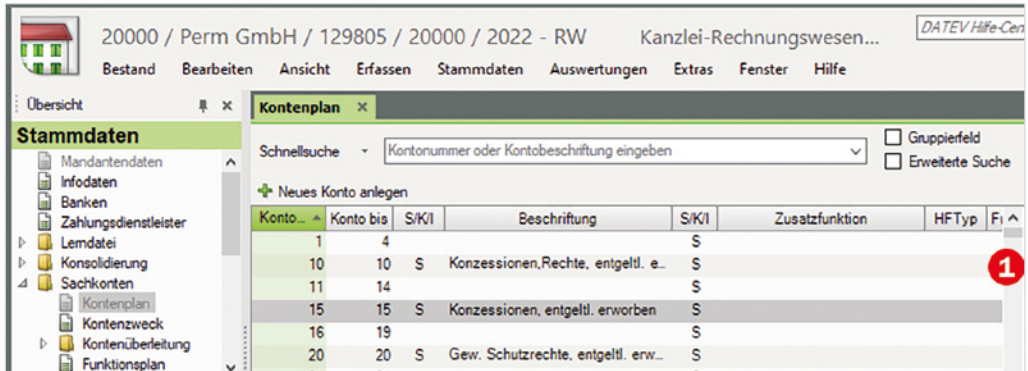 20000 / Perm GmbH / 129805 / 20000 / 2022 - RW Kanzlei-Rechnungswesen...
DATEV Hilfe-Cen
Bestand Bearbeiten Ansicht Erfassen Stammdaten Auswertungen Extras Fenster Hilfe
Übersicht
Stammdaten
Mandantendaten
Infodaten
Banken
Zahlungsdienstleister
Lerndatei
Konsolidierung
Sachkonten
Kontenplan
Kontenzweck
Kontenüberleitung
Funktionsplan
Kontenplan
Schnellsuche Kontonummer oder Kontobeschriftung eingeben
Gruppierfeld
Erweiterte Suche
Neues Konto anlegen
Konto... Konto bis S/K/I Beschriftung S/K/I Zusatzfunktion HFTyp
1 4 S
10 10 S Konzessionen,Rechte, entgeltl. e... S
11 14 S
15 15 S Konzessionen, entgeltl. erworben S
16 19 S
20 20 S Gew. Schutzrechte, entgeltl. erw... S
1